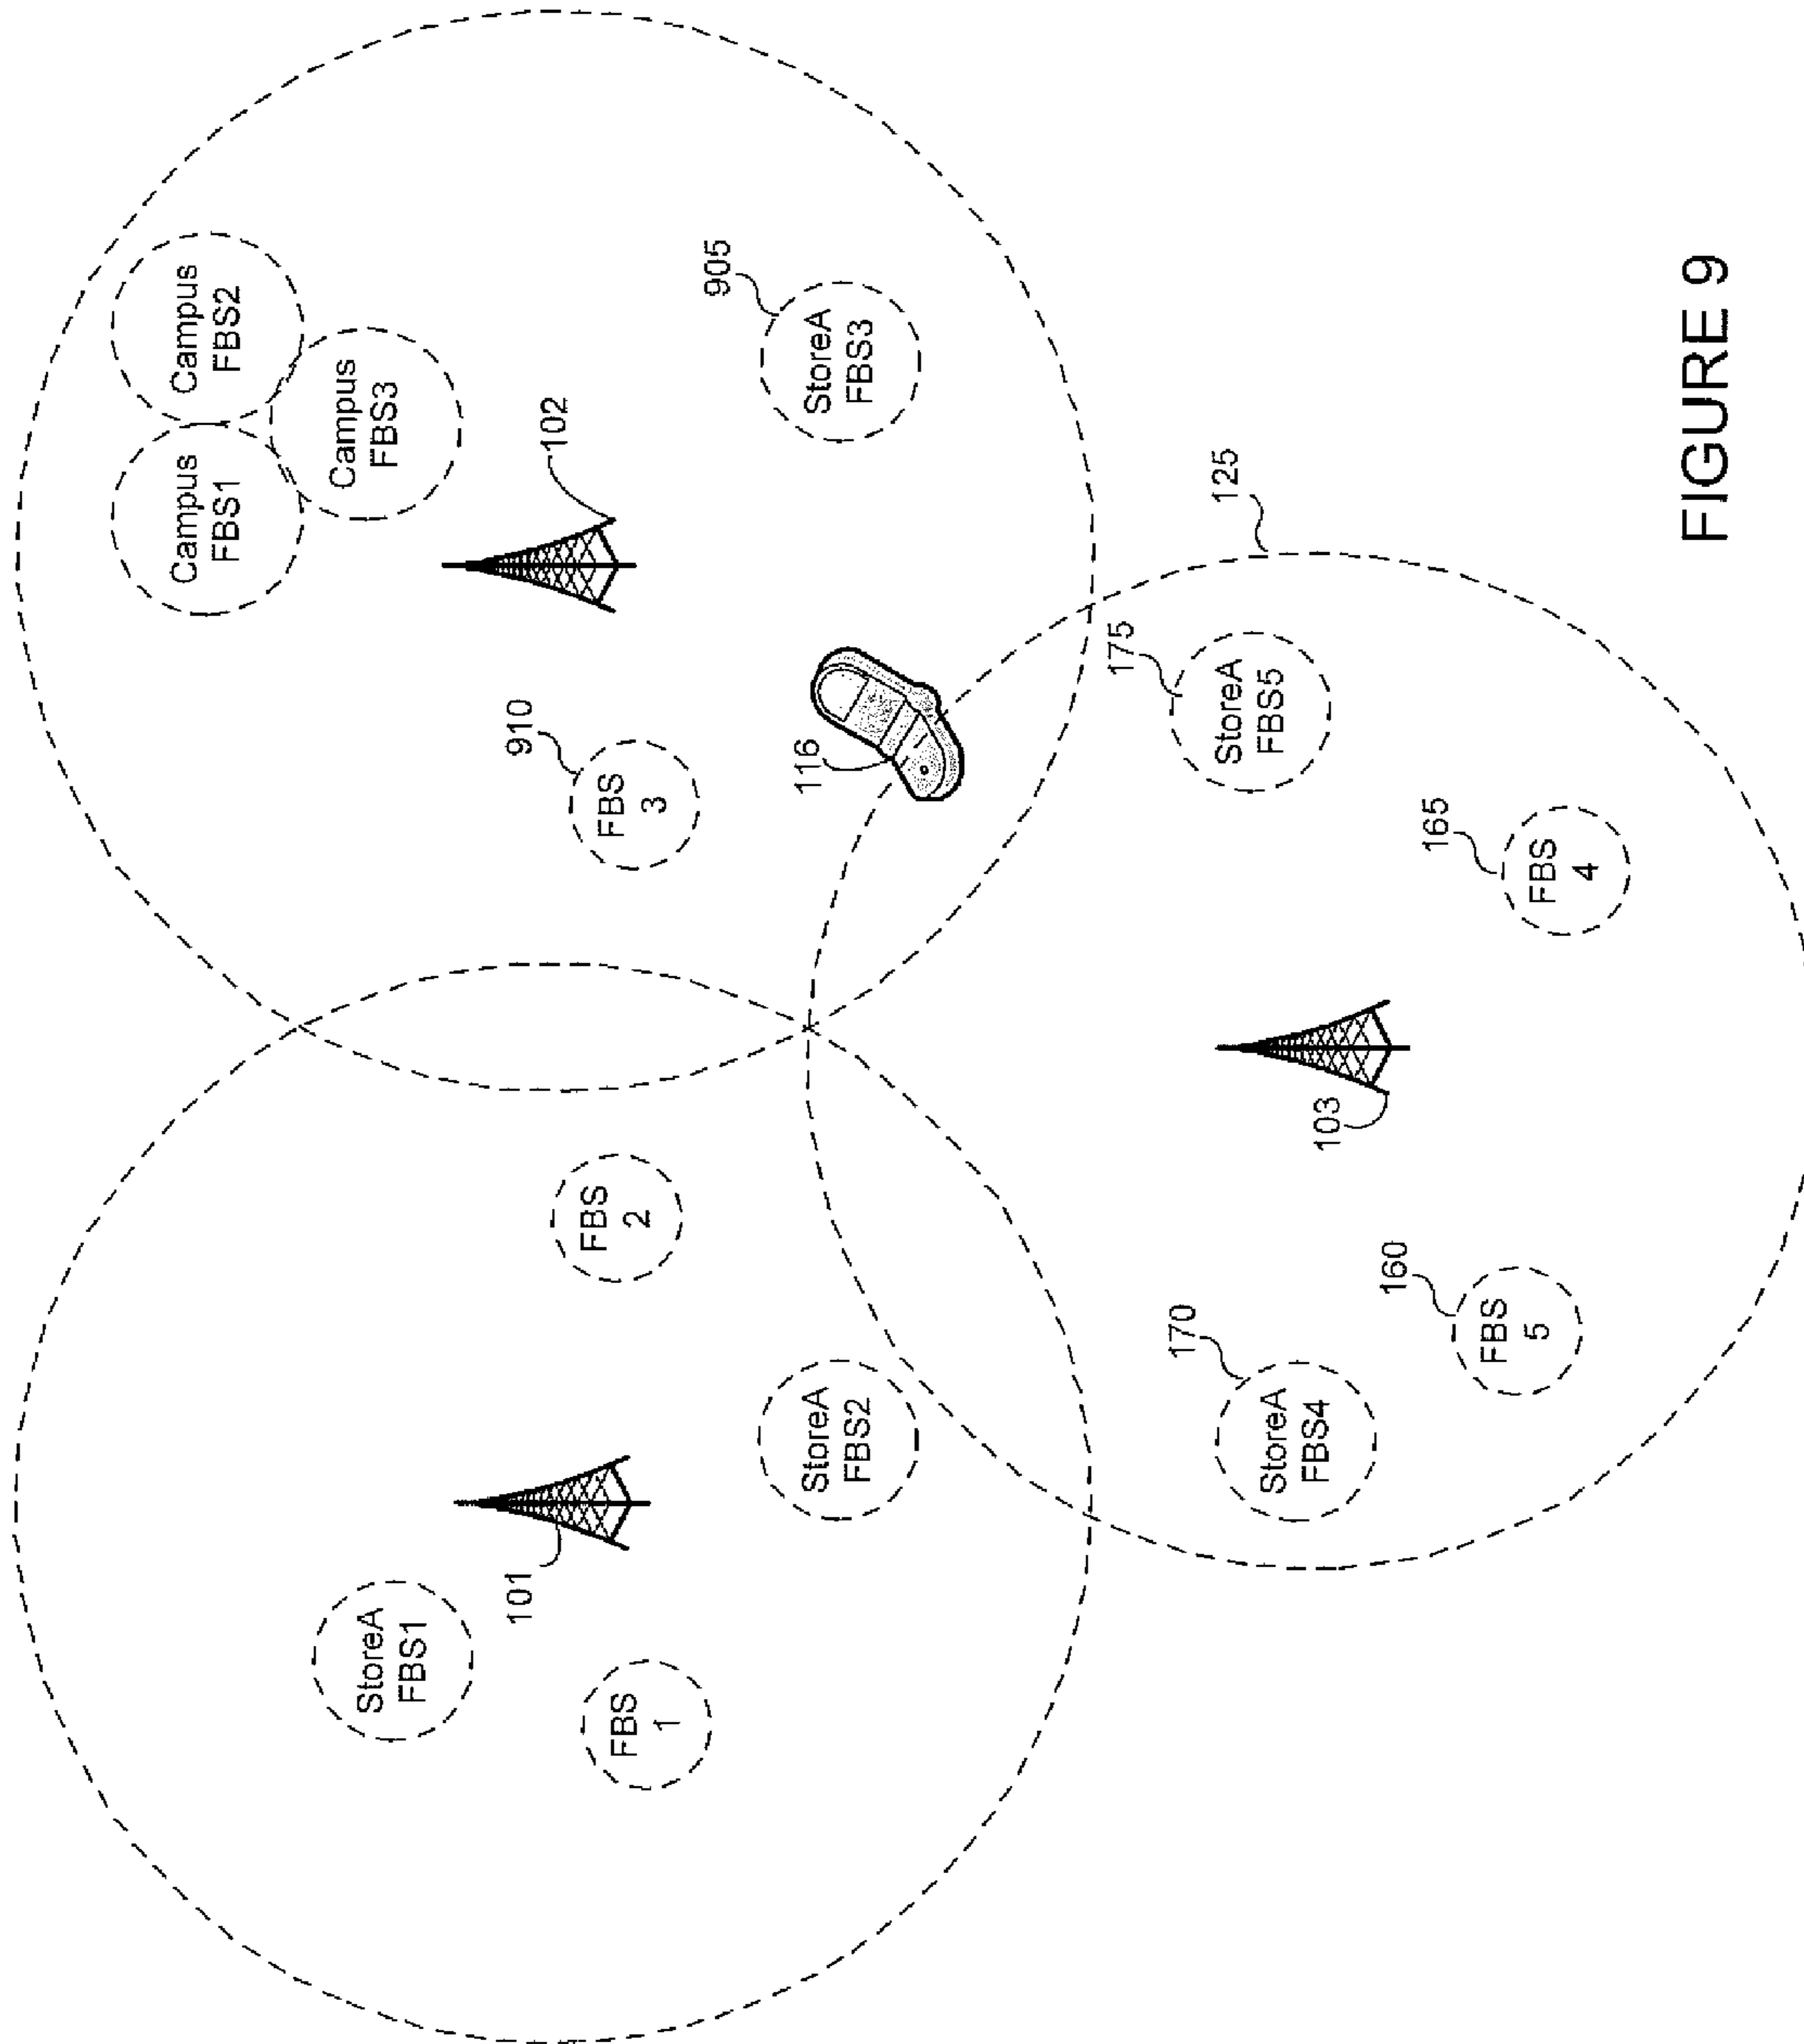 StoreA
FBS1
FBS
1
101
StoreA
FBS2
FBS
2
Campus
FBS1
Campus
FBS2
Campus
FBS3
102
910
FBS
3
905
StoreA
FBS3
116
125
175
StoreA
FBS5
170
StoreA
FBS4
160
FBS
5
103
165
FBS
4
FIGURE 9